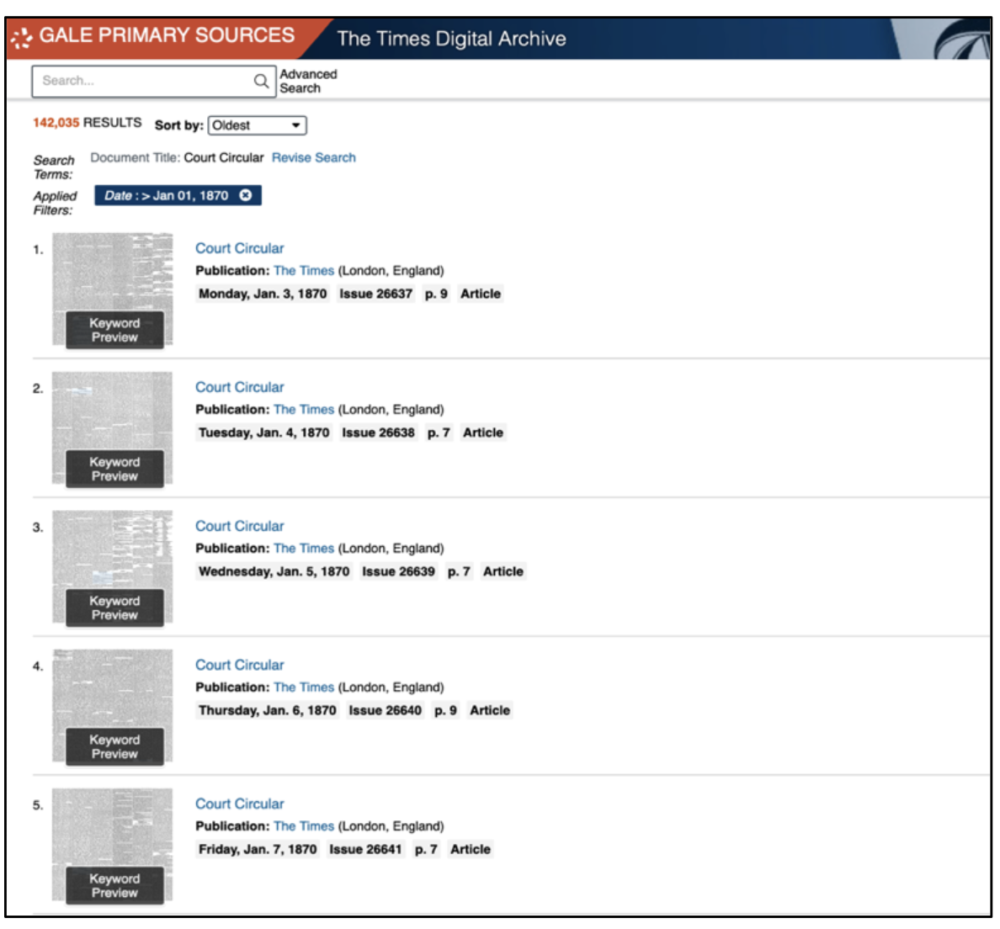 GALE PRIMARY SOURCES The Times Digital Archive
Search... Advanced
Search
142,035 RESULTS Sort by: Oldest
Search Document Title: Court Circular Revise Search
Terms:
Applied Date : > Jan 01, 1870
Filters:
1. Court Circular
Publication: The Times (London, England)
Monday, Jan. 3, 1870 Issue 26637 p. 9 Article
Keyword
Preview
2. Court Circular
Publication: The Times (London, England)
Tuesday, Jan. 4, 1870 Issue 26638 p. 7 Article
Keyword
Preview
3. Court Circular
Publication: The Times (London, England)
Wednesday, Jan. 5, 1870 Issue 26639 p. 7 Article
Keyword
Preview
4. Court Circular
Publication: The Times (London, England)
Thursday, Jan. 6, 1870 Issue 26640 p. 9 Article
Keyword
Preview
5. Court Circular
Publication: The Times (London, England)
Friday, Jan. 7, 1870 Issue 26641 p. 7 Article
Keyword
Preview